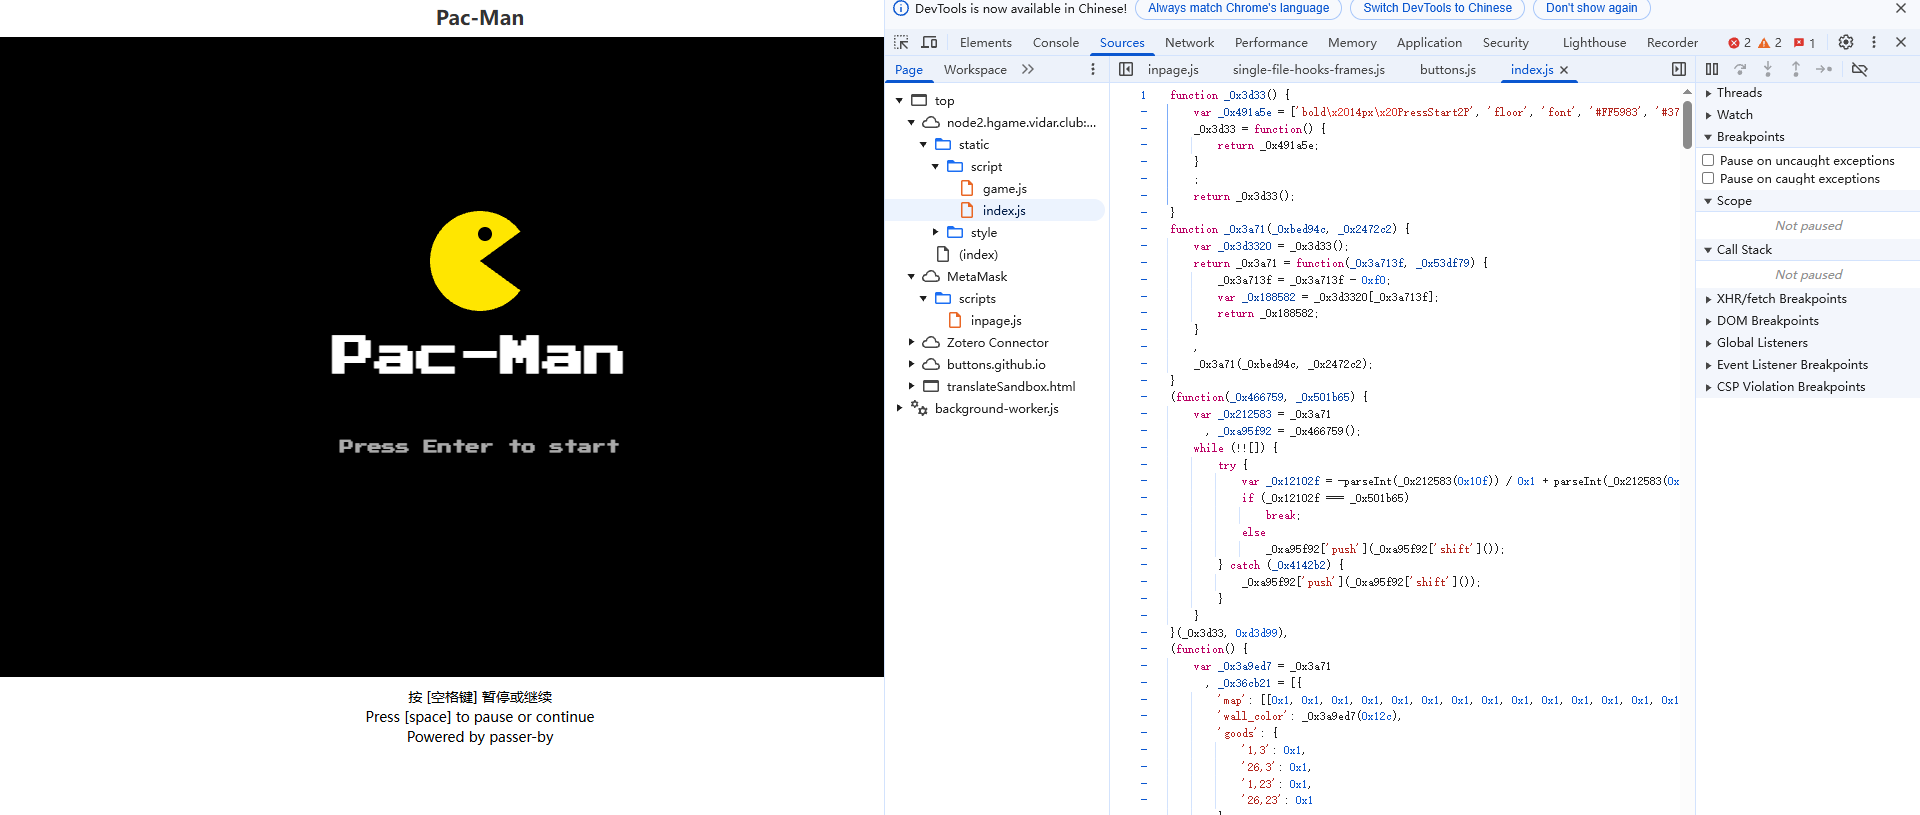 Pac-Man
Pac-Man
Press Enter to start
按 [空格键] 暂停或继续
Press [space] to pause or continue
Powered by passer-by
DevTools is now available in Chinese!
Always match Chrome's language
Switch DevTools to Chinese
Don't show again
Elements Console Sources Network Performance Memory Application Security Lighthouse Recorder 2 2 1
Page Workspace
top
node2.hgame.vidar.club:...
static
script
game.js
index.js
style
(index)
MetaMask
scripts
inpage.js
Zotero Connector
buttons.github.io
translateSandbox.html
background-worker.js
inpage.js single-file-hooks-frames.js buttons.js index.js
1 function _0x3d33() {
- var _0x491a5e = ['bold\x2014px\x20PressStart2P', 'floor', 'font', '#FF5983', '#37
- _0x3d33 = function() {
- return _0x491a5e;
- }
- ;
- return _0x3d33();
- }
- function _0x3a71(_0xbed94c, _0x2472c2) {
- var _0x3d3320 = _0x3d33();
- return _0x3a71 = function(_0x3a713f, _0x53df79) {
- _0x3a713f = _0x3a713f - 0xf0;
- var _0x188582 = _0x3d3320[_0x3a713f];
- return _0x188582;
- }
- ,
- _0x3a71(_0xbed94c, _0x2472c2);
- }
- (function(_0x466759, _0x501b65) {
- var _0x212583 = _0x3a71
- , _0xa95f92 = _0x466759();
- while (!![]) {
- try {
- var _0x12102f = -parseInt(_0x212583(0x10f)) / 0x1 + parseInt(_0x212583(0x
- if (_0x12102f === _0x501b65)
- break;
- else
- _0xa95f92['push'](_0xa95f92['shift']());
- } catch (_0x4142b2) {
- _0xa95f92['push'](_0xa95f92['shift']());
- }
- }
- }(_0x3d33, 0xd3d99),
- (function() {
- var _0x3a9ed7 = _0x3a71
- , _0x36cb21 = [{
- 'map': [[0x1, 0x1, 0x1, 0x1, 0x1, 0x1, 0x1, 0x1, 0x1, 0x1, 0x1, 0x1, 0x1, 0x1
- 'wall_color': _0x3a9ed7(0x12c),
- 'goods': {
- '1,3': 0x1,
- '26,3': 0x1,
- '1,23': 0x1,
- '26,23': 0x1
Threads
Watch
Breakpoints
Pause on uncaught exceptions
Pause on caught exceptions
Scope
Not paused
Call Stack
Not paused
XHR/fetch Breakpoints
DOM Breakpoints
Global Listeners
Event Listener Breakpoints
CSP Violation Breakpoints